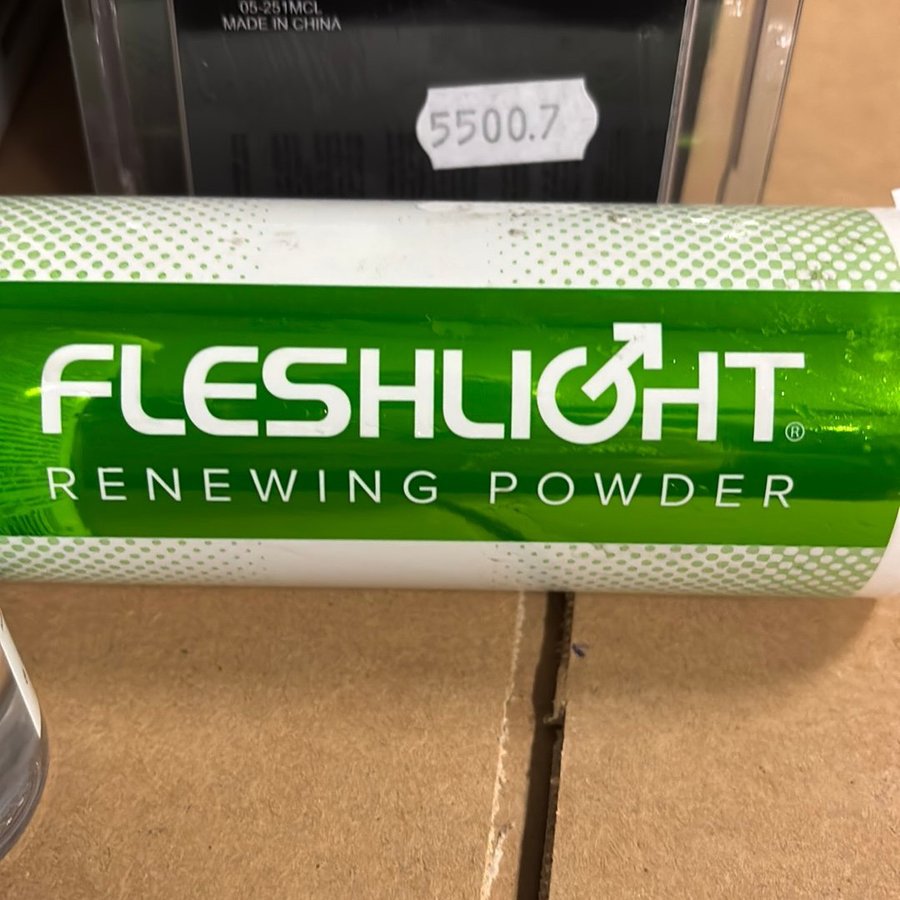 05-251MCL
MADE IN CHINA
5500.7
FLESHLIGHT®
RENEWING POWDER